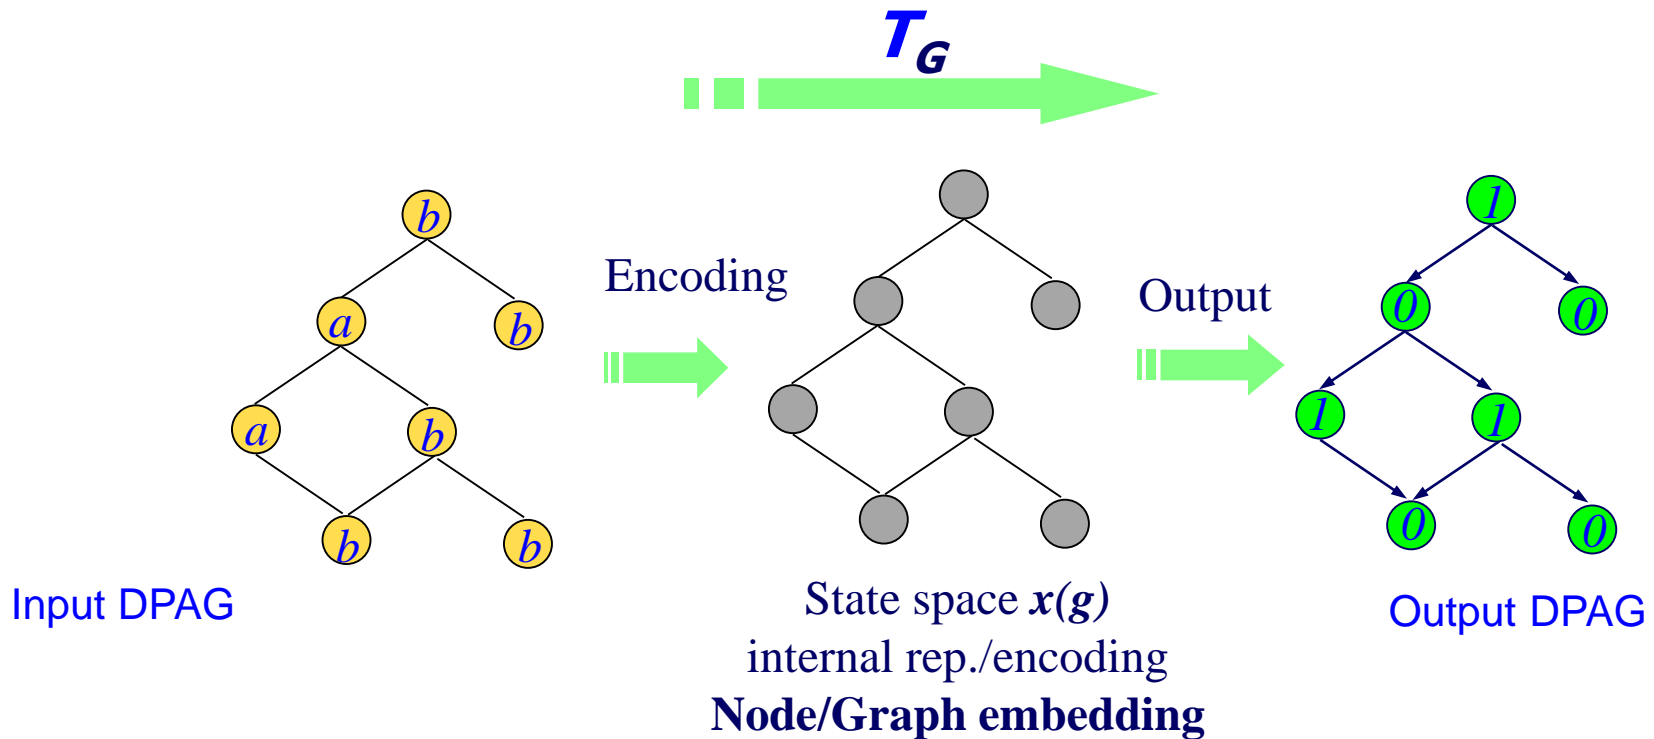 T_G
b
a b
a b
b b
Input DPAG
Encoding
State space x(g)
internal rep./encoding
Node/Graph embedding
Output
1
0 0
1 1
0 0
Output DPAG